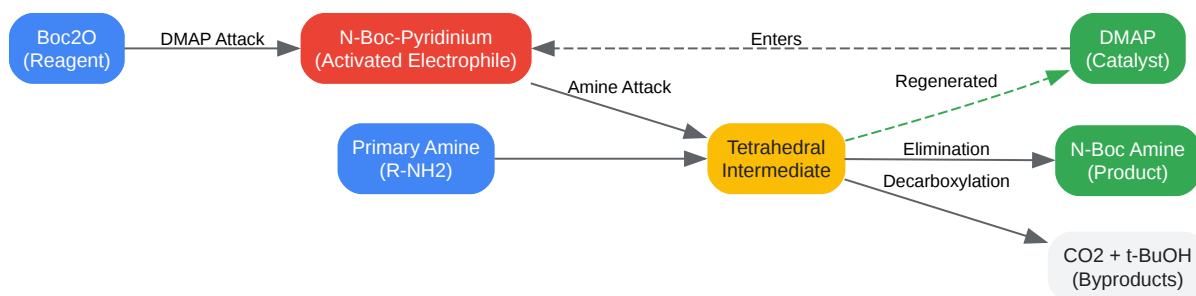 Boc2O
(Reagent)
DMAP Attack
N-Boc-Pyridinium
(Activated Electrophile)
Enters
DMAP
(Catalyst)
Regenerated
Amine Attack
Primary Amine
(R-NH2)
Tetrahedral
Intermediate
Elimination
N-Boc Amine
(Product)
Decarboxylation
CO2 + t-BuOH
(Byproducts)